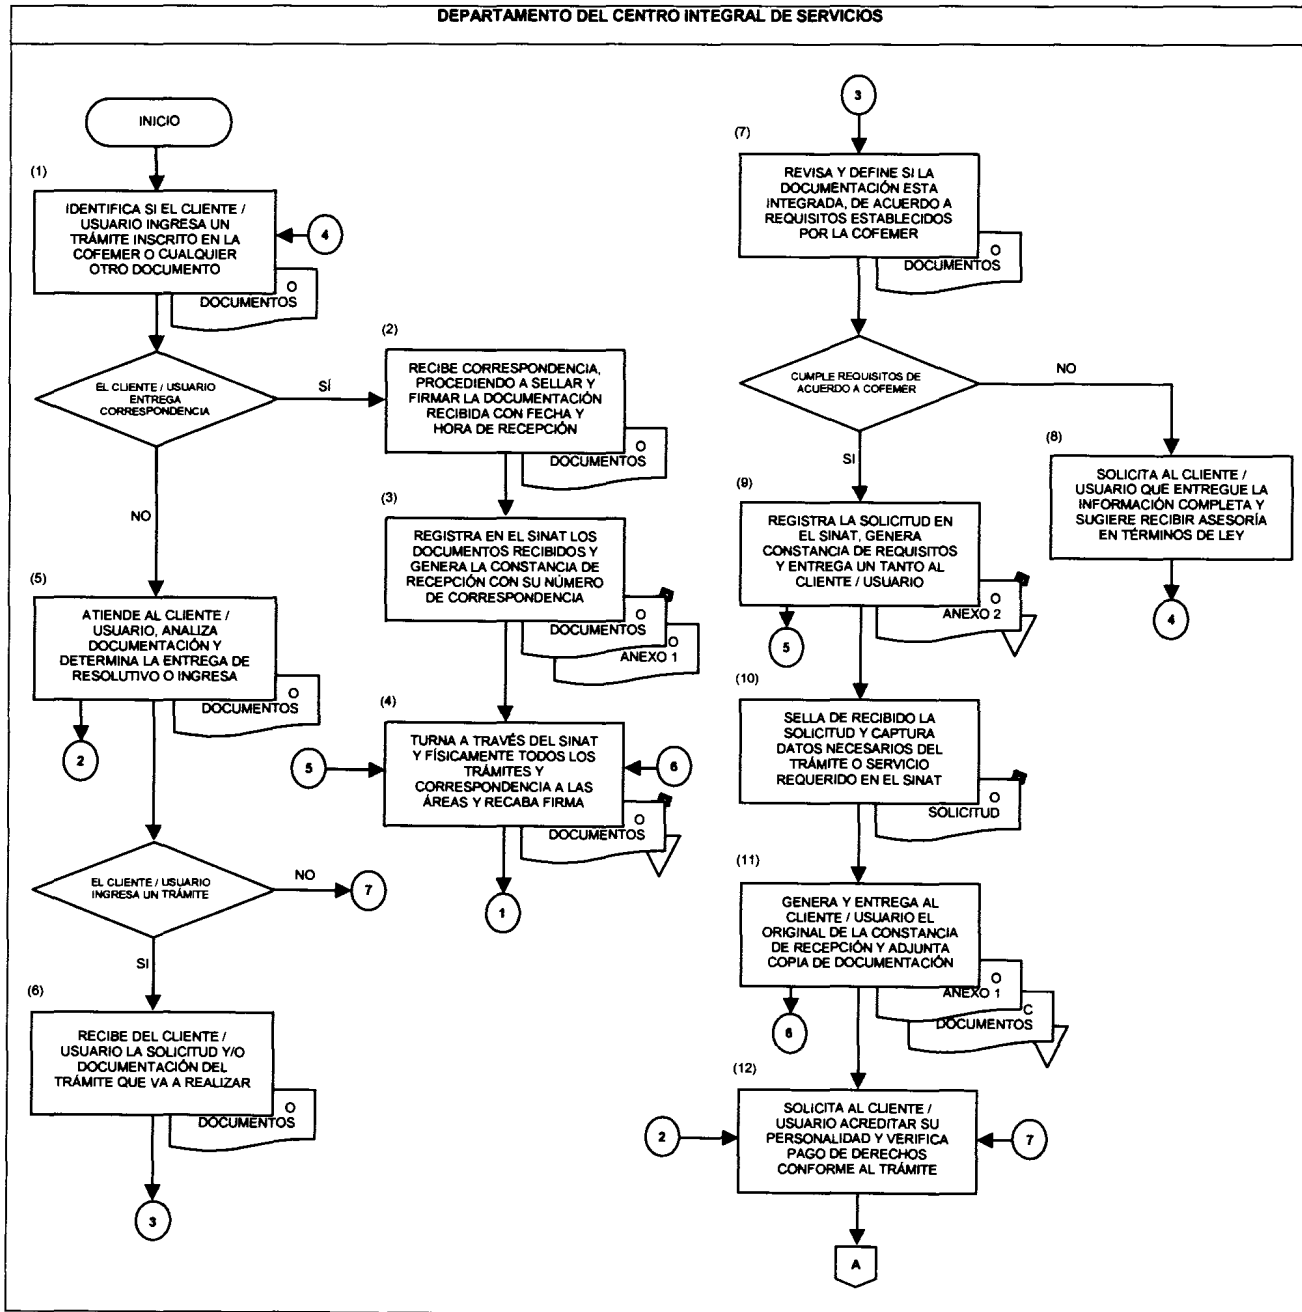 DEPARTAMENTO DEL CENTRO INTEGRAL DE SERVICIOS
INICIO
(1)
IDENTIFICA SI EL CLIENTE /
USUARIO INGRESA UN
TRÁMITE INSCRITO EN LA
COFEMER O CUALQUIER
OTRO DOCUMENTO
4
O
DOCUMENTOS
EL CLIENTE / USUARIO
ENTREGA
CORRESPONDENCIA
SÍ
NO
(2)
RECIBE CORRESPONDENCIA,
PROCEDIENDO A SELLAR Y
FIRMAR LA DOCUMENTACIÓN
RECIBIDA CON FECHA Y
HORA DE RECEPCIÓN
O
DOCUMENTOS
(3)
REGISTRA EN EL SINAT LOS
DOCUMENTOS RECIBIDOS Y
GENERA LA CONSTANCIA DE
RECEPCIÓN CON SU NÚMERO
DE CORRESPONDENCIA
O
DOCUMENTOS
O
ANEXO 1
(4)
TURNA A TRAVÉS DEL SINAT
Y FÍSICAMENTE TODOS LOS
TRÁMITES Y
CORRESPONDENCIA A LAS
ÁREAS Y RECABA FIRMA
5
6
O
DOCUMENTOS
1
(5)
ATIENDE AL CLIENTE /
USUARIO, ANALIZA
DOCUMENTACIÓN Y
DETERMINA LA ENTREGA DE
RESOLUTIVO O INGRESA
O
DOCUMENTOS
2
EL CLIENTE / USUARIO
INGRESA UN TRÁMITE
NO
7
SI
(6)
RECIBE DEL CLIENTE /
USUARIO LA SOLICITUD Y/O
DOCUMENTACIÓN DEL
TRÁMITE QUE VA A REALIZAR
O
DOCUMENTOS
3
3
(7)
REVISA Y DEFINE SI LA
DOCUMENTACIÓN ESTA
INTEGRADA, DE ACUERDO A
REQUISITOS ESTABLECIDOS
POR LA COFEMER
O
DOCUMENTOS
CUMPLE REQUISITOS DE
ACUERDO A COFEMER
NO
SI
(8)
SOLICITA AL CLIENTE /
USUARIO QUE ENTREGUE LA
INFORMACIÓN COMPLETA Y
SUGIERE RECIBIR ASESORÍA
EN TÉRMINOS DE LEY
4
(9)
REGISTRA LA SOLICITUD EN
EL SINAT, GENERA
CONSTANCIA DE REQUISITOS
Y ENTREGA UN TANTO AL
CLIENTE / USUARIO
O
ANEXO 2
5
(10)
SELLA DE RECIBIDO LA
SOLICITUD Y CAPTURA
DATOS NECESARIOS DEL
TRÁMITE O SERVICIO
REQUERIDO EN EL SINAT
O
SOLICITUD
(11)
GENERA Y ENTREGA AL
CLIENTE / USUARIO EL
ORIGINAL DE LA CONSTANCIA
DE RECEPCIÓN Y ADJUNTA
COPIA DE DOCUMENTACIÓN
O
ANEXO 1
C
DOCUMENTOS
6
(12)
SOLICITA AL CLIENTE /
USUARIO ACREDITAR SU
PERSONALIDAD Y VERIFICA
PAGO DE DERECHOS
CONFORME AL TRÁMITE
2
7
A